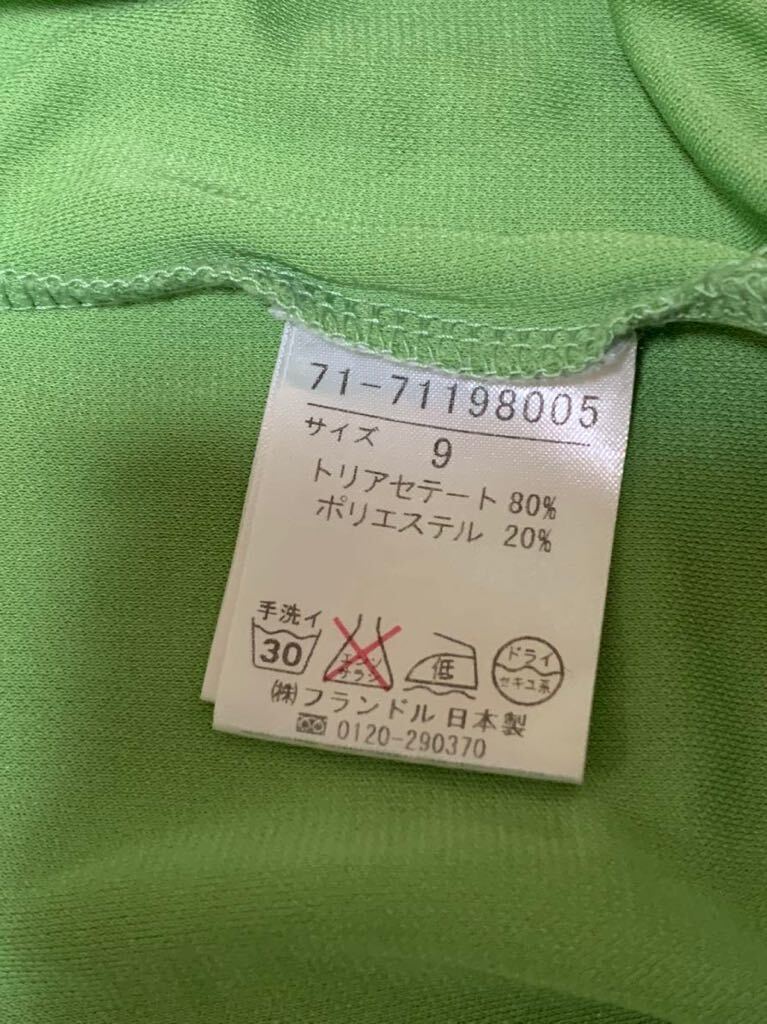 71-71198005
サイズ 9
トリアセテート 80%
ポリエステル 20%
手洗イ
30 エンソ サラシ 低 ドライ セキユ系
㈱フランドル 日本製
0120-290370